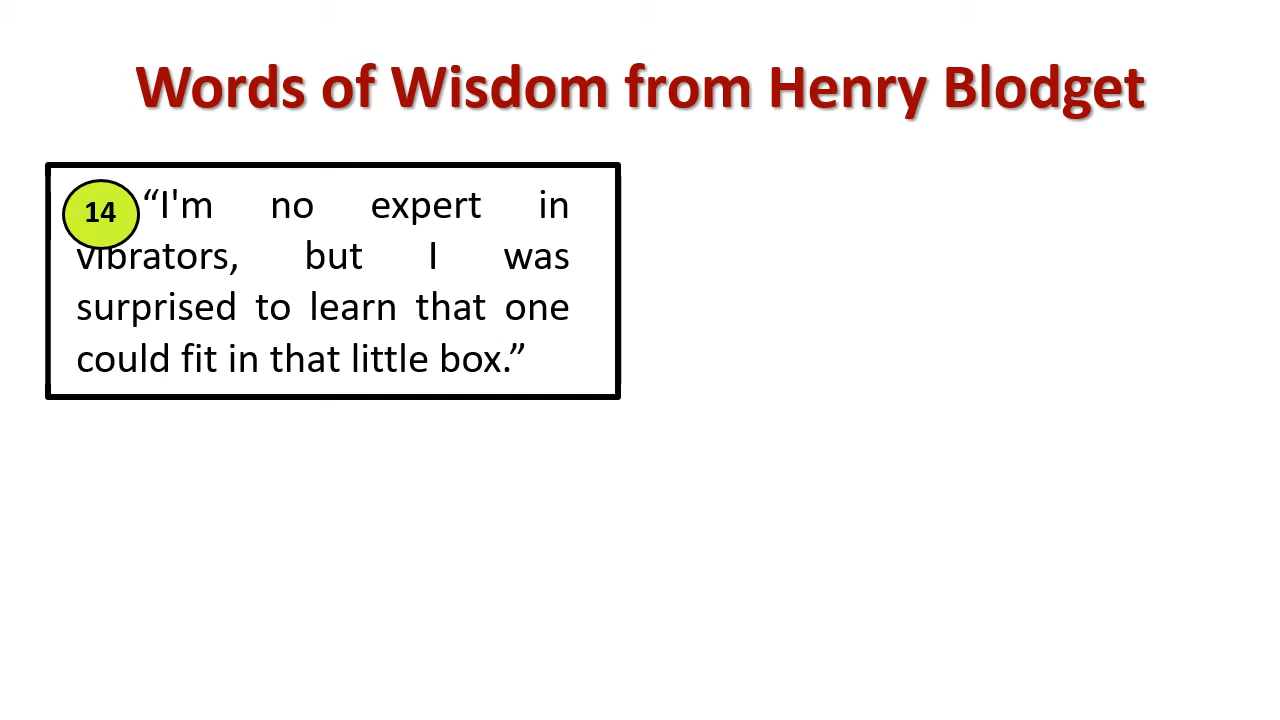 Words of Wisdom from Henry Blodget
14 “I'm no expert in
vibrators, but I was
surprised to learn that one
could fit in that little box.”